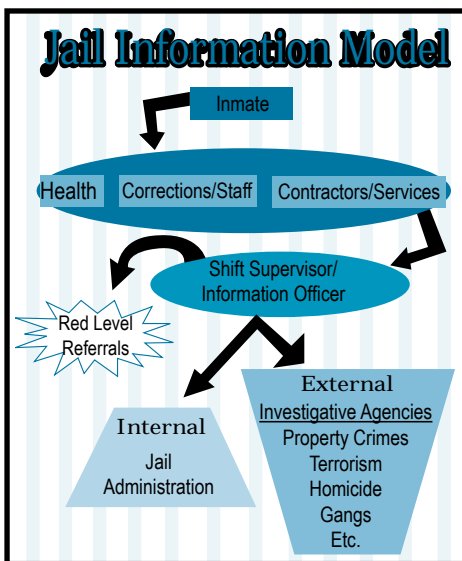 Jail Information Model
Inmate
Health Corrections/Staff Contractors/Services
Shift Supervisor/
Information Officer
Red Level
Referrals
Internal
Jail
Administration
External
Investigative Agencies
Property Crimes
Terrorism
Homicide
Gangs
Etc.